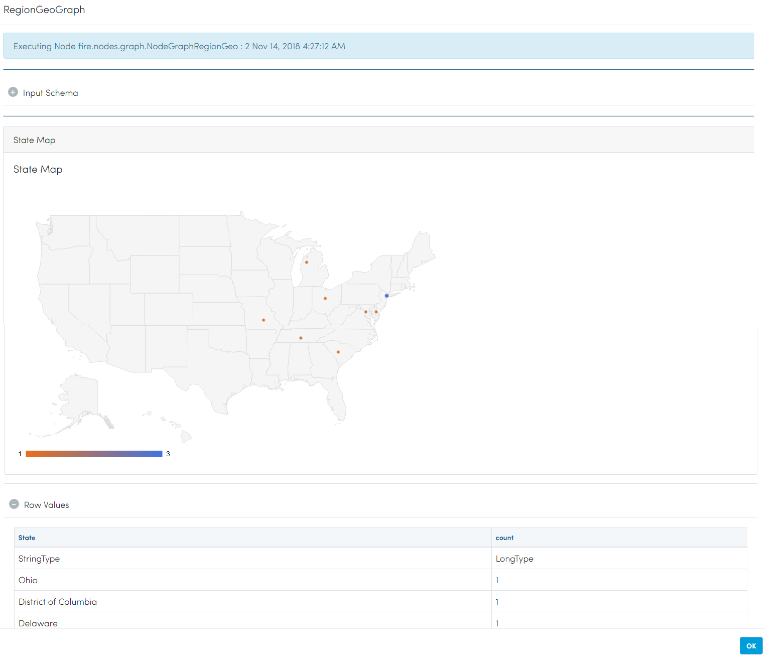 RegionGeoGraph
Executing Node fire.nodes.graph.NodeGraphRegionGeo : 2 Nov 14, 2018 4:27:12 AM
Input Schema
State Map
State Map
1 3
Row Values
State count
StringType LongType
Ohio 1
District of Columbia 1
Delaware 1
OK